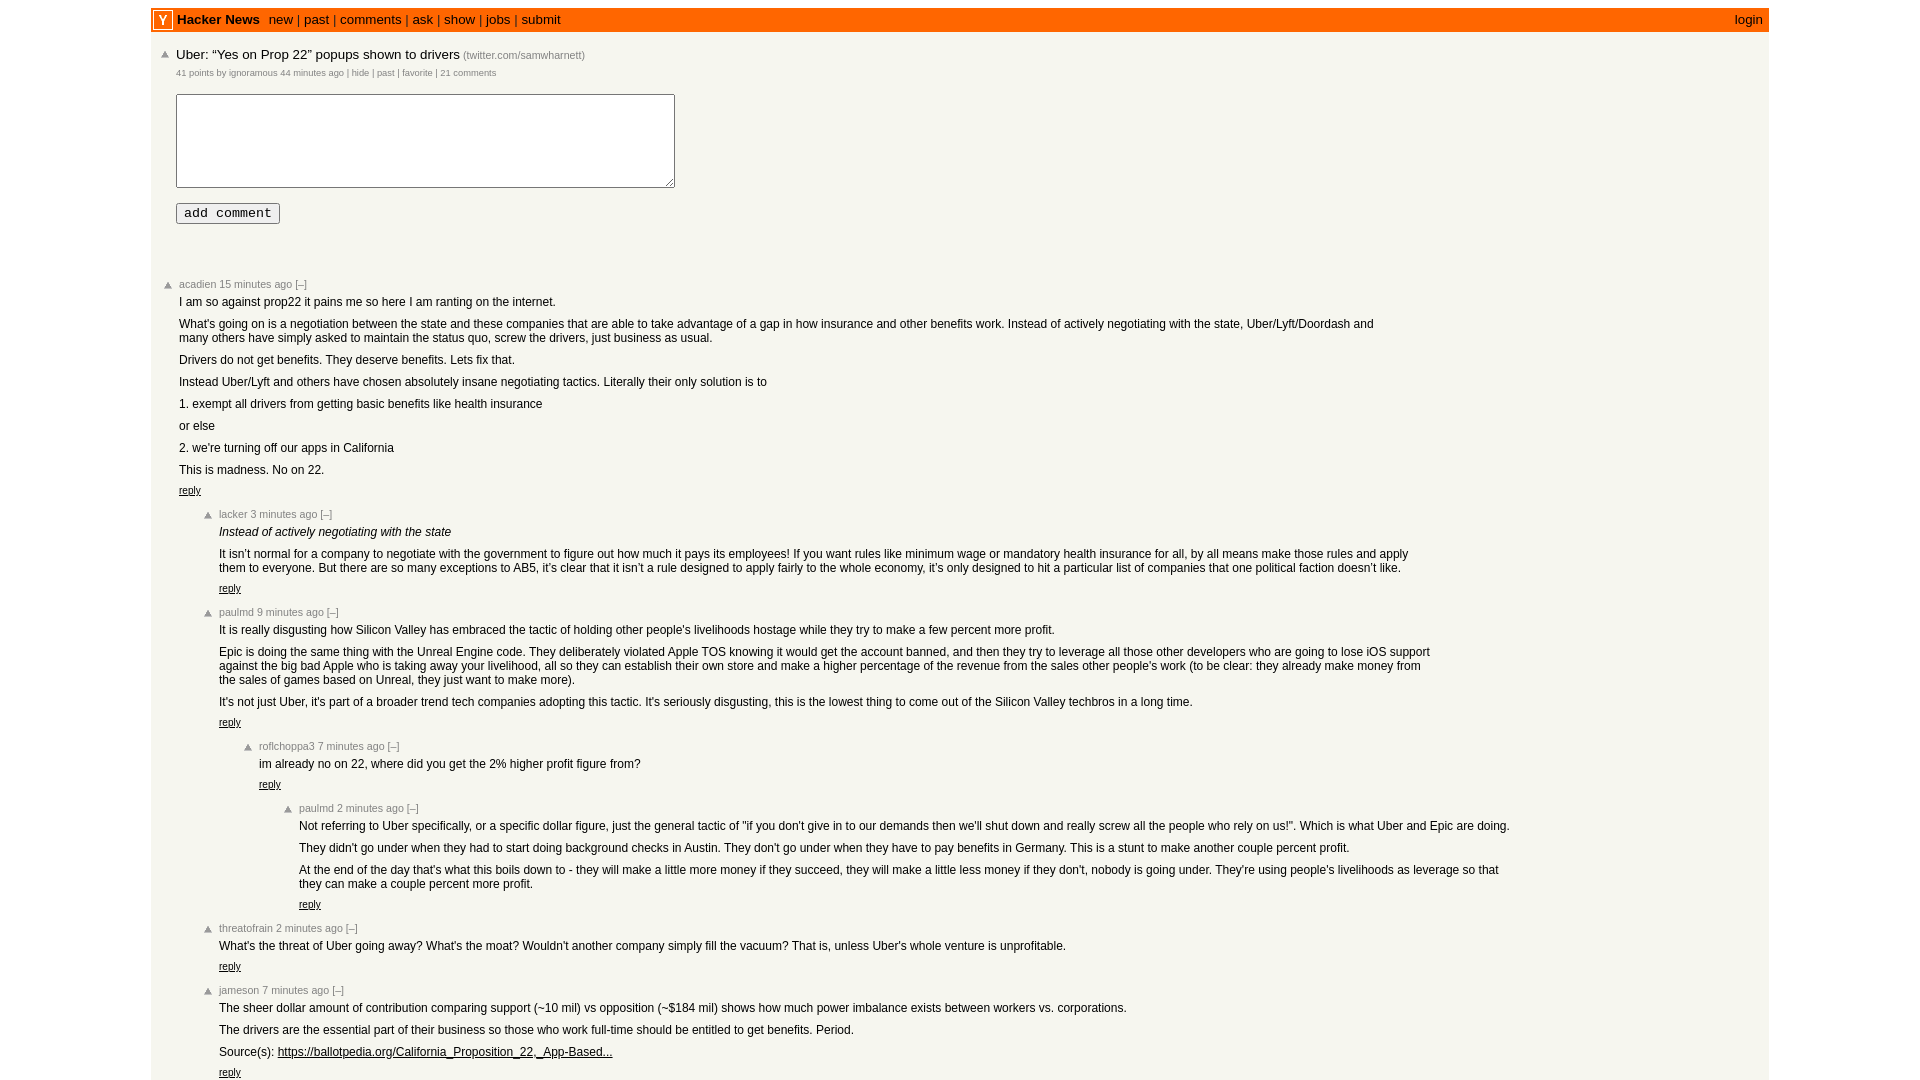 Y Hacker News new | past | comments | ask | show | jobs | submit login
Uber: “Yes on Prop 22” popups shown to drivers (twitter.com/samwharnett)
41 points by ignoramous 44 minutes ago | hide | past | favorite | 21 comments
add comment
acadien 15 minutes ago [–]
I am so against prop22 it pains me so here I am ranting on the internet.
What's going on is a negotiation between the state and these companies that are able to take advantage of a gap in how insurance and other benefits work. Instead of actively negotiating with the state, Uber/Lyft/Doordash and
many others have simply asked to maintain the status quo, screw the drivers, just business as usual.
Drivers do not get benefits. They deserve benefits. Lets fix that.
Instead Uber/Lyft and others have chosen absolutely insane negotiating tactics. Literally their only solution is to
1. exempt all drivers from getting basic benefits like health insurance
or else
2. we're turning off our apps in California
This is madness. No on 22.
reply
lacker 3 minutes ago [–]
Instead of actively negotiating with the state
It isn’t normal for a company to negotiate with the government to figure out how much it pays its employees! If you want rules like minimum wage or mandatory health insurance for all, by all means make those rules and apply
them to everyone. But there are so many exceptions to AB5, it’s clear that it isn’t a rule designed to apply fairly to the whole economy, it’s only designed to hit a particular list of companies that one political faction doesn’t like.
reply
paulmd 9 minutes ago [–]
It is really disgusting how Silicon Valley has embraced the tactic of holding other people's livelihoods hostage while they try to make a few percent more profit.
Epic is doing the same thing with the Unreal Engine code. They deliberately violated Apple TOS knowing it would get the account banned, and then they try to leverage all those other developers who are going to lose iOS support
against the big bad Apple who is taking away your livelihood, all so they can establish their own store and make a higher percentage of the revenue from the sales other people's work (to be clear: they already make money from
the sales of games based on Unreal, they just want to make more).
It's not just Uber, it's part of a broader trend tech companies adopting this tactic. It's seriously disgusting, this is the lowest thing to come out of the Silicon Valley techbros in a long time.
reply
roflchoppa3 7 minutes ago [–]
im already no on 22, where did you get the 2% higher profit figure from?
reply
paulmd 2 minutes ago [–]
Not referring to Uber specifically, or a specific dollar figure, just the general tactic of "if you don't give in to our demands then we'll shut down and really screw all the people who rely on us!". Which is what Uber and Epic are doing.
They didn't go under when they had to start doing background checks in Austin. They don't go under when they have to pay benefits in Germany. This is a stunt to make another couple percent profit.
At the end of the day that's what this boils down to - they will make a little more money if they succeed, they will make a little less money if they don't, nobody is going under. They're using people's livelihoods as leverage so that
they can make a couple percent more profit.
reply
threatofrain 2 minutes ago [–]
What's the threat of Uber going away? What's the moat? Wouldn't another company simply fill the vacuum? That is, unless Uber's whole venture is unprofitable.
reply
jameson 7 minutes ago [–]
The sheer dollar amount of contribution comparing support (~10 mil) vs opposition (~$184 mil) shows how much power imbalance exists between workers vs. corporations.
The drivers are the essential part of their business so those who work full-time should be entitled to get benefits. Period.
Source(s): https://ballotpedia.org/California_Proposition_22,_App-Based...
reply